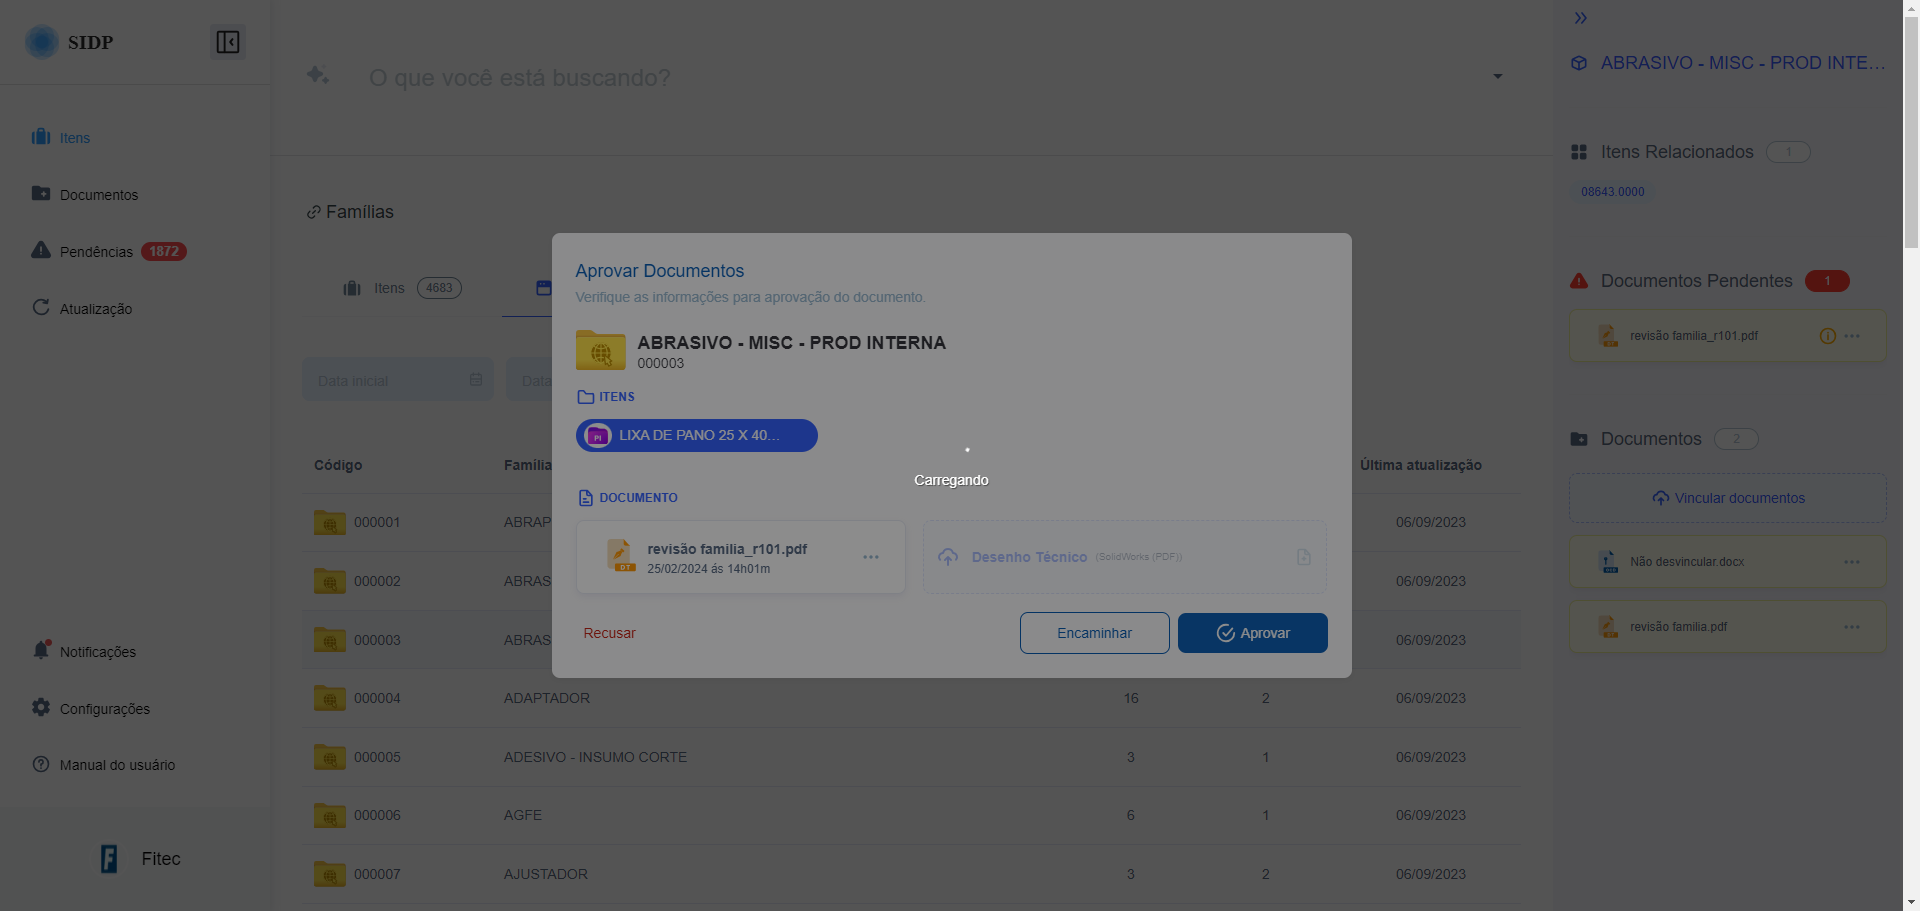 SIDP
Itens
Documentos
Pendências 1872
Atualização
Notificações
Configurações
Manual do usuário
Fitec
O que você está buscando?
Famílias
Itens 4683
Data inicial
Data
Código Família Última atualização
000001 ABRAP 06/09/2023
000002 ABRAS 06/09/2023
000003 ABRAS 06/09/2023
000004 ADAPTADOR 16 2 06/09/2023
000005 ADESIVO - INSUMO CORTE 3 1 06/09/2023
000006 AGFE 6 1 06/09/2023
000007 AJUSTADOR 3 2 06/09/2023
Aprovar Documentos
Verifique as informações para aprovação do documento.
ABRASIVO - MISC - PROD INTERNA
000003
ITENS
PI LIXA DE PANO 25 X 40...
Carregando
DOCUMENTO
DT
revisão familia_r101.pdf
25/02/2024 ás 14h01m
Desenho Técnico (SolidWorks (PDF))
Recusar
Encaminhar
Aprovar
ABRASIVO - MISC - PROD INTE...
Itens Relacionados 1
08643.0000
Documentos Pendentes 1
revisão familia_r101.pdf
Documentos 2
Vincular documentos
Não desvincular.docx
revisão familia.pdf